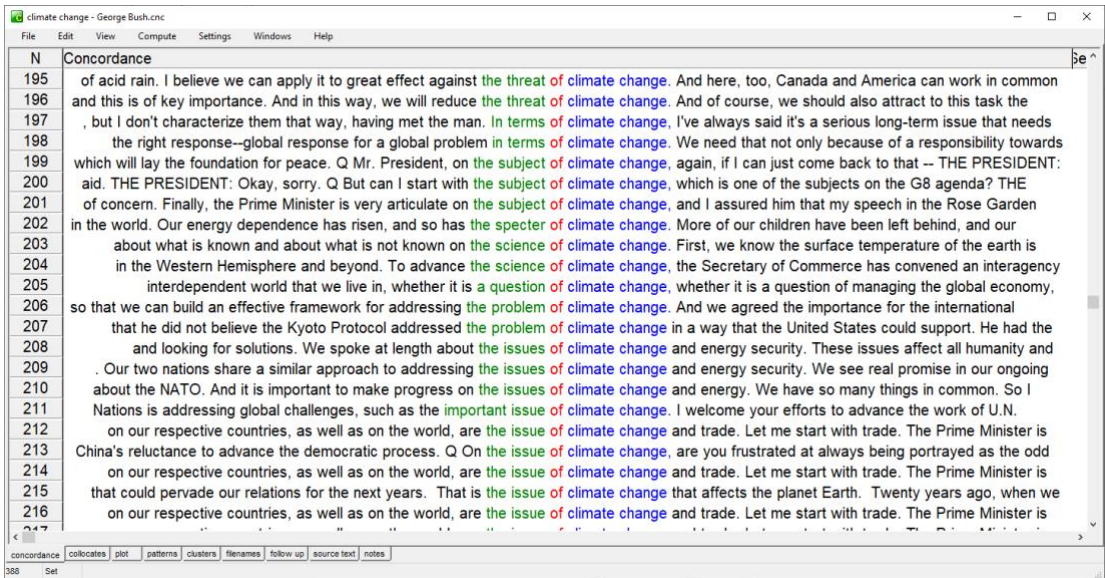 climate change - George Bush.cnc
File Edit View Compute Settings Windows Help
N Concordance Se
195 of acid rain. I believe we can apply it to great effect against the threat of climate change. And here, too, Canada and America can work in common
196 and this is of key importance. And in this way, we will reduce the threat of climate change. And of course, we should also attract to this task the
197 , but I don't characterize them that way, having met the man. In terms of climate change, I've always said it's a serious long-term issue that needs
198 the right response--global response for a global problem in terms of climate change. We need that not only because of a responsibility towards
199 which will lay the foundation for peace. Q Mr. President, on the subject of climate change, again, if I can just come back to that -- THE PRESIDENT:
200 aid. THE PRESIDENT: Okay, sorry. Q But can I start with the subject of climate change, which is one of the subjects on the G8 agenda? THE
201 of concern. Finally, the Prime Minister is very articulate on the subject of climate change, and I assured him that my speech in the Rose Garden
202 in the world. Our energy dependence has risen, and so has the specter of climate change. More of our children have been left behind, and our
203 about what is known and about what is not known on the science of climate change. First, we know the surface temperature of the earth is
204 in the Western Hemisphere and beyond. To advance the science of climate change, the Secretary of Commerce has convened an interagency
205 interdependent world that we live in, whether it is a question of climate change, whether it is a question of managing the global economy,
206 so that we can build an effective framework for addressing the problem of climate change. And we agreed the importance for the international
207 that he did not believe the Kyoto Protocol addressed the problem of climate change in a way that the United States could support. He had the
208 and looking for solutions. We spoke at length about the issues of climate change and energy security. These issues affect all humanity and
209 . Our two nations share a similar approach to addressing the issues of climate change and energy security. We see real promise in our ongoing
210 about the NATO. And it is important to make progress on the issues of climate change and energy. We have so many things in common. So I
211 Nations is addressing global challenges, such as the important issue of climate change. I welcome your efforts to advance the work of U.N.
212 on our respective countries, as well as on the world, are the issue of climate change and trade. Let me start with trade. The Prime Minister is
213 China's reluctance to advance the democratic process. Q On the issue of climate change, are you frustrated at always being portrayed as the odd
214 on our respective countries, as well as on the world, are the issue of climate change and trade. Let me start with trade. The Prime Minister is
215 that could pervade our relations for the next years. That is the issue of climate change that affects the planet Earth. Twenty years ago, when we
216 on our respective countries, as well as on the world, are the issue of climate change and trade. Let me start with trade. The Prime Minister is
concordance collocates plot patterns clusters filenames follow up source text notes
388 Set